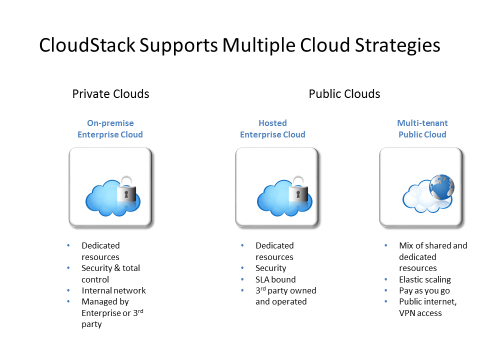 CloudStack Supports Multiple Cloud Strategies
Private Clouds
Public Clouds
On-premise
Enterprise Cloud
Hosted
Enterprise Cloud
Multi-tenant
Public Cloud
• Dedicated
resources
• Security & total
control
• Internal network
• Managed by
Enterprise or 3rd
party
• Dedicated
resources
• Security
• SLA bound
• 3rd party owned
and operated
• Mix of shared and
dedicated
resources
• Elastic scaling
• Pay as you go
• Public internet,
VPN access